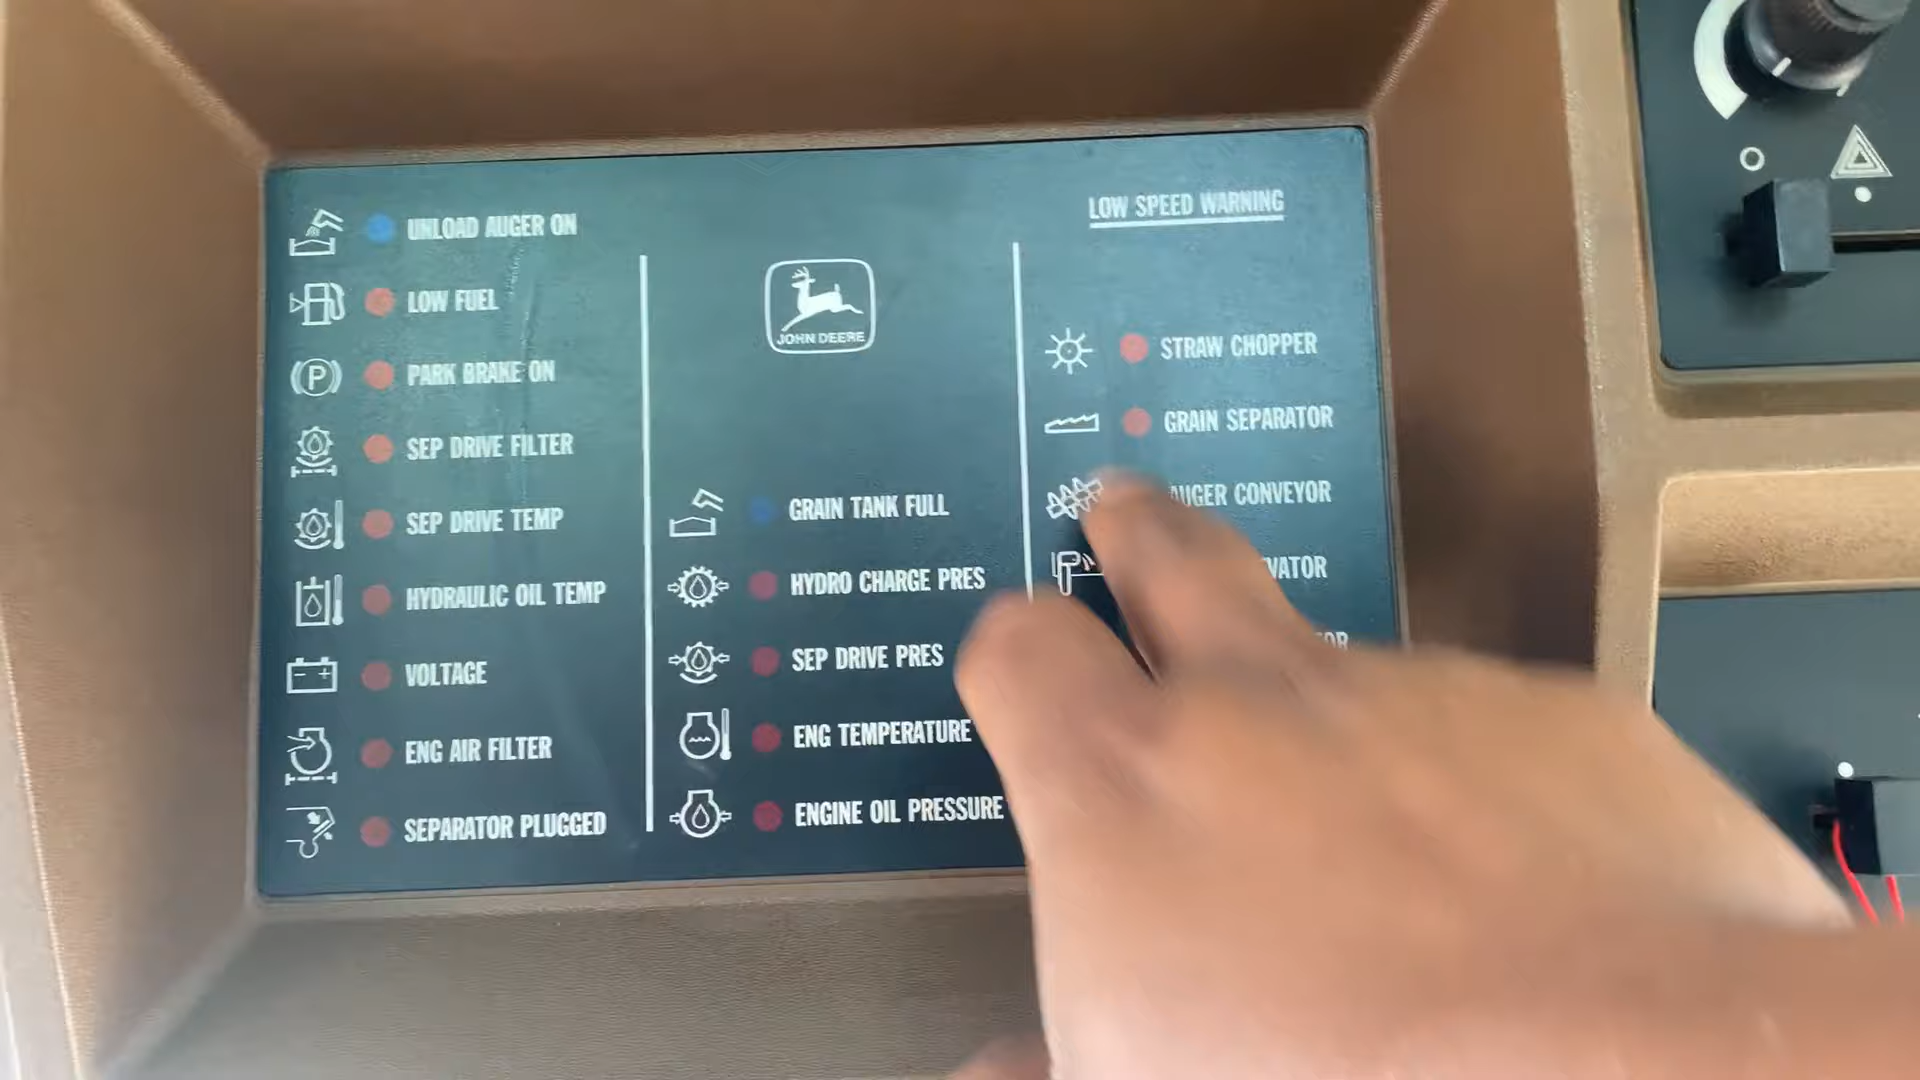 UNLOAD AUGER ON
LOW FUEL
PARK BRAKE ON
SEP DRIVE FILTER
SEP DRIVE TEMP
HYDRAULIC OIL TEMP
VOLTAGE
ENG AIR FILTER
SEPARATOR PLUGGED
JOHN DEERE
GRAIN TANK FULL
HYDRO CHARGE PRES
SEP DRIVE PRES
ENG TEMPERATURE
ENGINE OIL PRESSURE
LOW SPEED WARNING
STRAW CHOPPER
GRAIN SEPARATOR
AUGER CONVEYOR